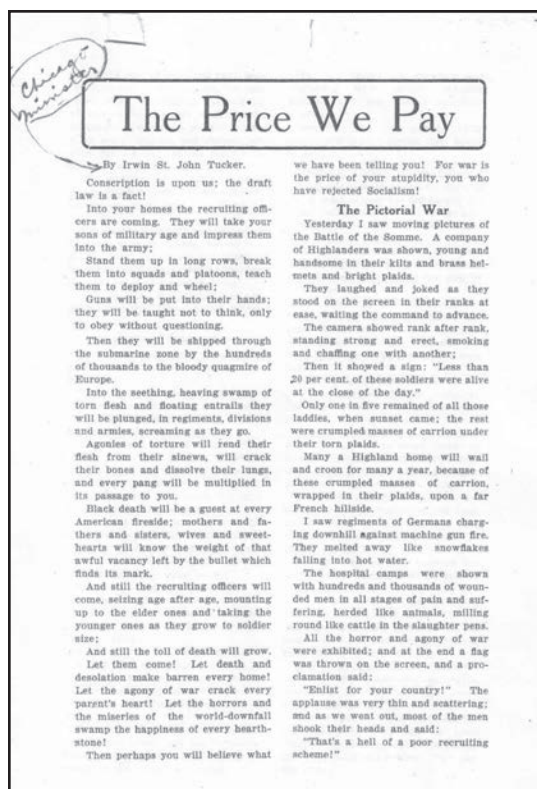 Chicago
minister
The Price We Pay
By Irwin St. John Tucker.
Conscription is upon us; the draft
law is a fact!
Into your homes the recruiting offi-
cers are coming. They will take your
sons of military age and impress them
into the army;
Stand them up in long rows, break
them into squads and platoons, teach
them to deploy and wheel;
Guns will be put into their hands;
they will be taught not to think, only
to obey without questioning.
Then they will be shipped through
the submarine zone by the hundreds
of thousands to the bloody quagmire of
Europe.
Into the seething, heaving swamp of
torn flesh and floating entrails they
will be plunged, in regiments, divisions
and armies, screaming as they go.
Agonies of torture will rend their
flesh from their sinews, will crack
their bones and dissolve their lungs,
and every pang will be multiplied in
its passage to you.
Black death will be a guest at every
American fireside; mothers and fa-
thers and sisters, wives and sweet-
hearts will know the weight of that
awful vacancy left by the bullet which
finds its mark.
And still the recruiting officers will
come, seizing age after age, mounting
up to the elder ones and taking the
younger ones as they grow to soldier
size;
And still the toll of death will grow.
Let them come! Let death and
desolation make barren every home!
Let the agony of war crack every
parent's heart! Let the horrors and
the miseries of the world-downfall
swamp the happiness of every hearth-
stone!
Then perhaps you will believe what
we have been telling you! For war is
the price of your stupidity, you who
have rejected Socialism!
The Pictorial War
Yesterday I saw moving pictures of
the Battle of the Somme. A company
of Highlanders was shown, young and
handsome in their kilts and brass hel-
mets and bright plaids.
They laughed and joked as they
stood on the screen in their ranks at
ease, waiting the command to advance.
The camera showed rank after rank,
standing strong and erect, smoking
and chaffing one with another;
Then it showed a sign: "Less than
20 per cent. of these soldiers were alive
at the close of the day."
Only one in five remained of all those
laddies, when sunset came; the rest
were crumpled masses of carrion under
their torn plaids.
Many a Highland home will wail
and croon for many a year, because of
these crumpled masses of carrion,
wrapped in their plaids, upon a far
French hillside.
I saw regiments of Germans charg-
ing downhill against machine gun fire.
They melted away like snowflakes
falling into hot water.
The hospital camps were shown
with hundreds and thousands of woun-
ded men in all stages of pain and suf-
fering, herded like animals, milling
round like cattle in the slaughter pens.
All the horror and agony of war
were exhibited; and at the end a flag
was thrown on the screen, and a pro-
clamation said:
"Enlist for your country!" The
applause was very thin and scattering;
and as we went out, most of the men
shook their heads and said:
"That's a hell of a poor recruiting
scheme!"